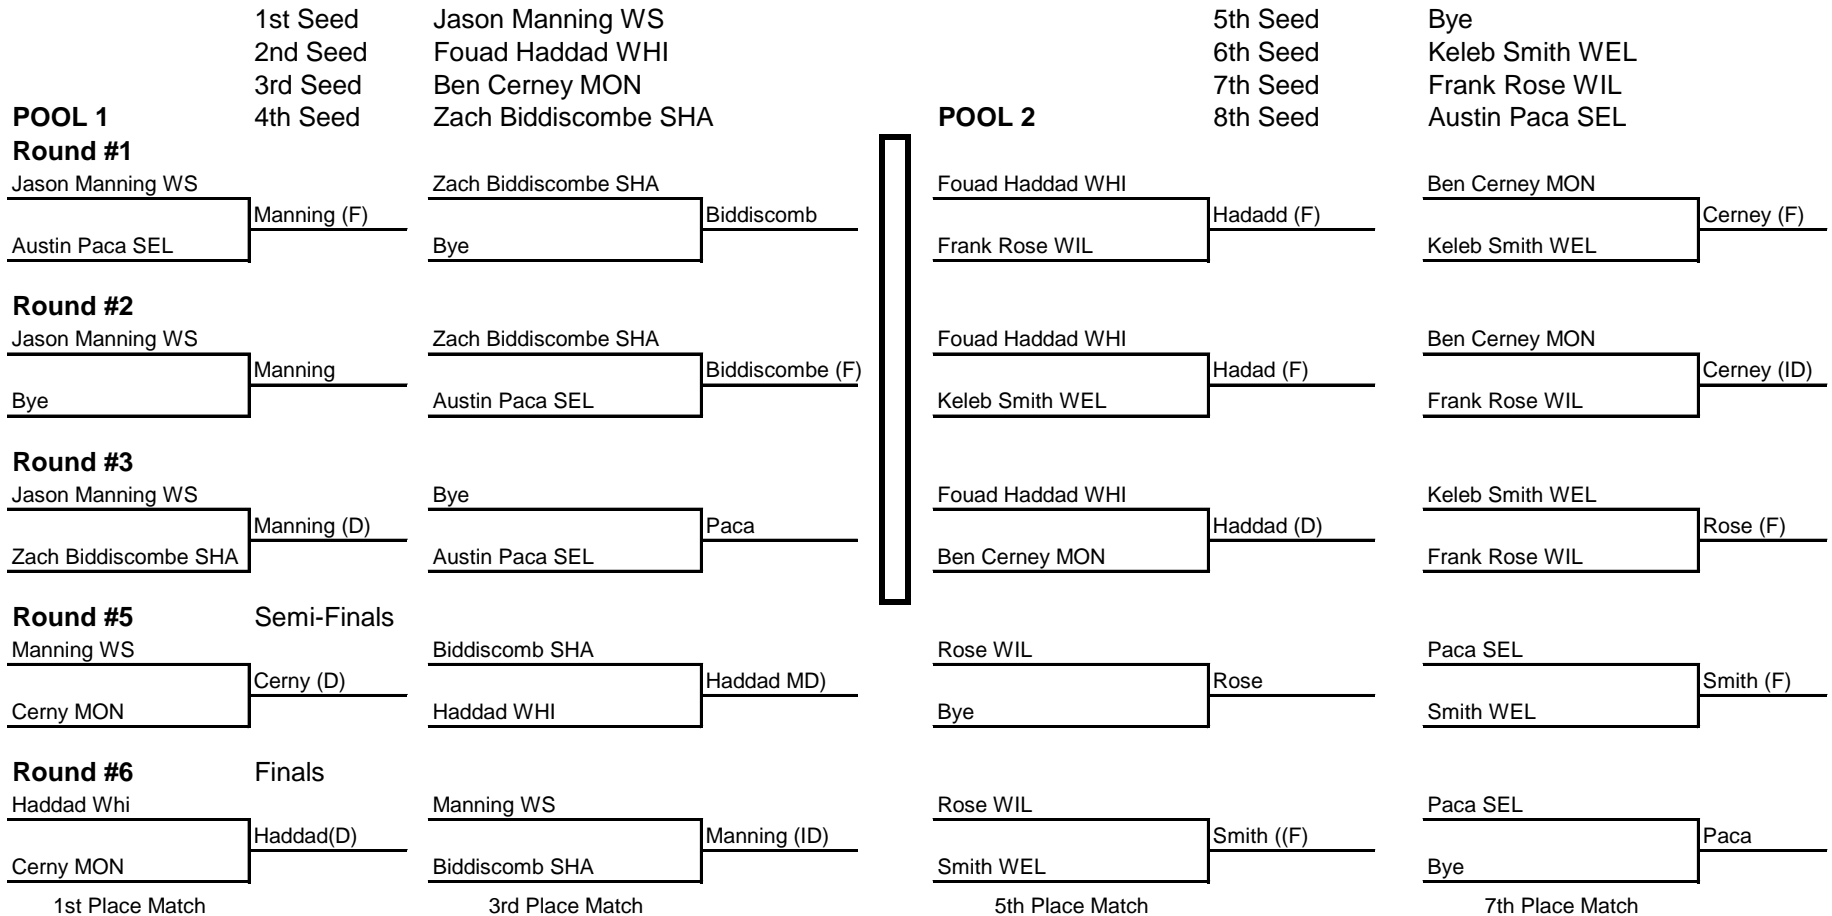 1st Seed Jason Manning WS 5th Seed Bye
2nd Seed Fouad Haddad WHI 6th Seed Keleb Smith WEL
3rd Seed Ben Cerney MON 7th Seed Frank Rose WIL
POOL 1 4th Seed Zach Biddiscombe SHA POOL 2 8th Seed Austin Paca SEL
Round #1
Jason Manning WS Zach Biddiscombe SHA Fouad Haddad WHI Ben Cerney MON
Manning (F) Biddiscomb Hadadd (F) Cerney (F)
Austin Paca SEL Bye Frank Rose WIL Keleb Smith WEL
Round #2
Jason Manning WS Zach Biddiscombe SHA Fouad Haddad WHI Ben Cerney MON
Manning Biddiscombe (F) Hadad (F) Cerney (ID)
Bye Austin Paca SEL Keleb Smith WEL Frank Rose WIL
Round #3
Jason Manning WS Bye Fouad Haddad WHI Keleb Smith WEL
Manning (D) Paca Haddad (D) Rose (F)
Zach Biddiscombe SHA Austin Paca SEL Ben Cerney MON Frank Rose WIL
Round #5 Semi-Finals
Manning WS Biddiscomb SHA Rose WIL Paca SEL
Cerny (D) Haddad MD) Rose Smith (F)
Cerny MON Haddad WHI Bye Smith WEL
Round #6 Finals
Haddad Whi Manning WS Rose WIL Paca SEL
Haddad(D) Manning (ID) Smith ((F) Paca
Cerny MON Biddiscomb SHA Smith WEL Bye
1st Place Match 3rd Place Match 5th Place Match 7th Place Match